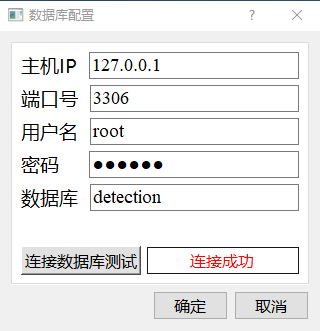 数据库配置
主机IP 127.0.0.1
端口号 3306
用户名 root
密码 ●●●●●●
数据库 detection
连接数据库测试 连接成功
确定 取消